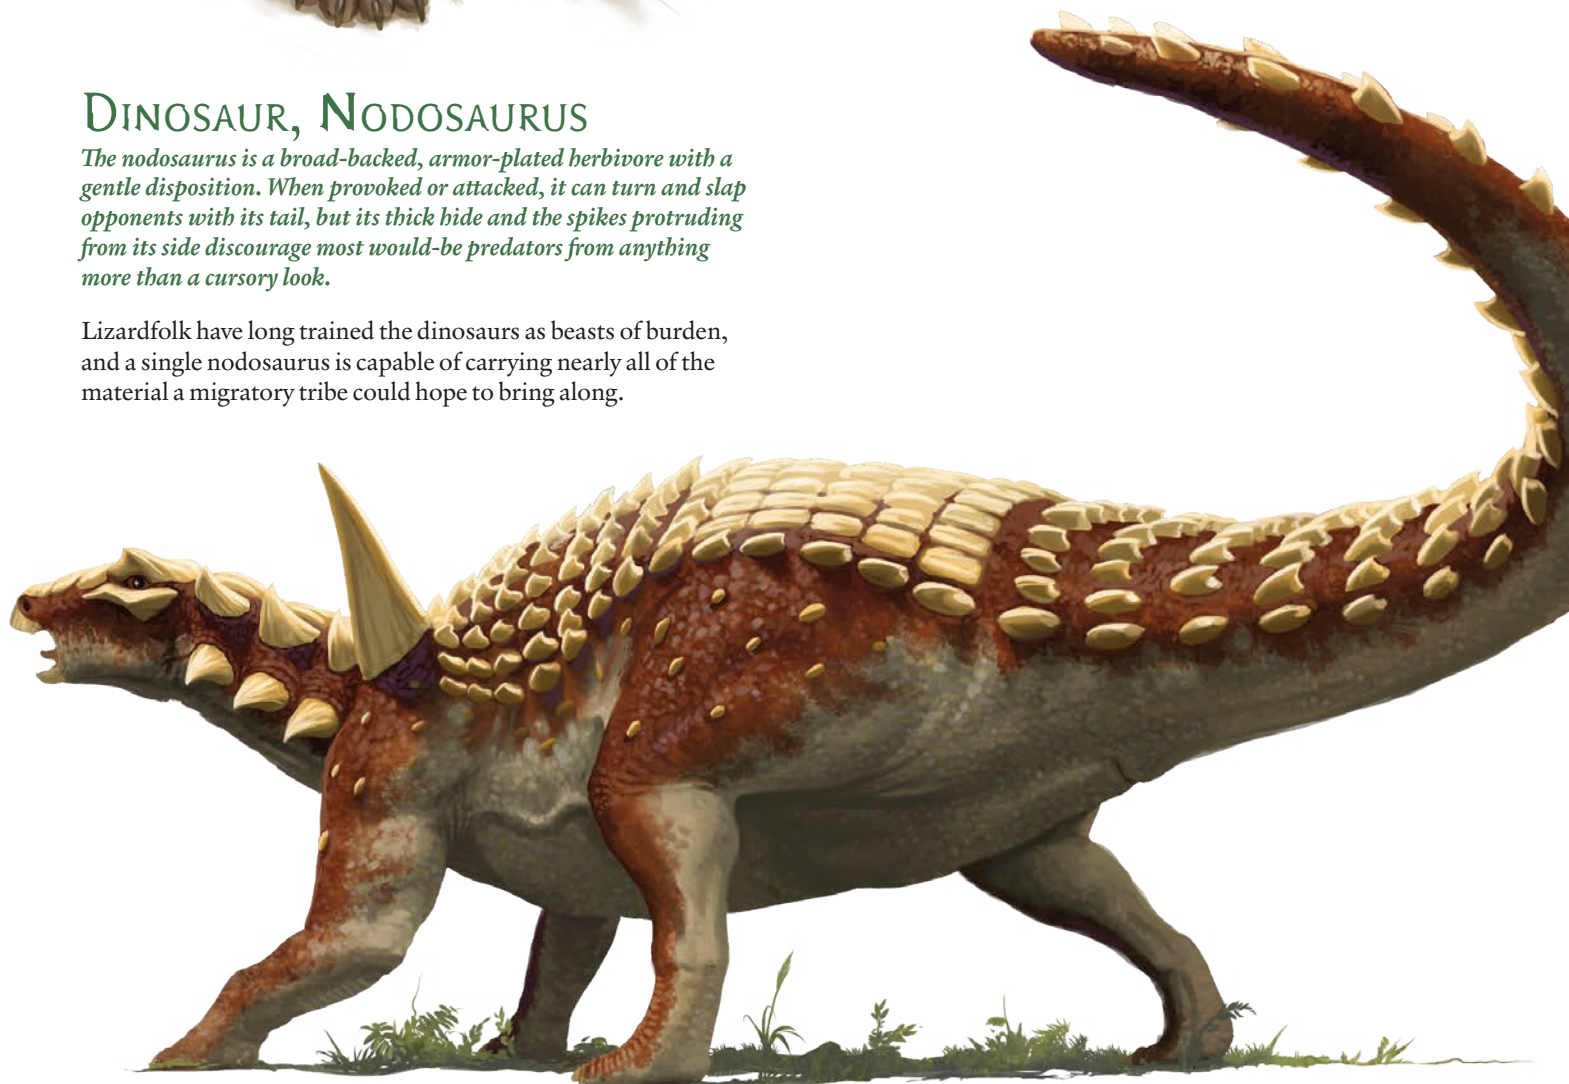 Dinosaur, Nodosaurus
The nodosaurus is a broad-backed, armor-plated herbivore with a
gentle disposition. When provoked or attacked, it can turn and slap
opponents with its tail, but its thick hide and the spikes protruding
from its side discourage most would-be predators from anything
more than a cursory look.
Lizardfolk have long trained the dinosaurs as beasts of burden,
and a single nodosaurus is capable of carrying nearly all of the
material a migratory tribe could hope to bring along.